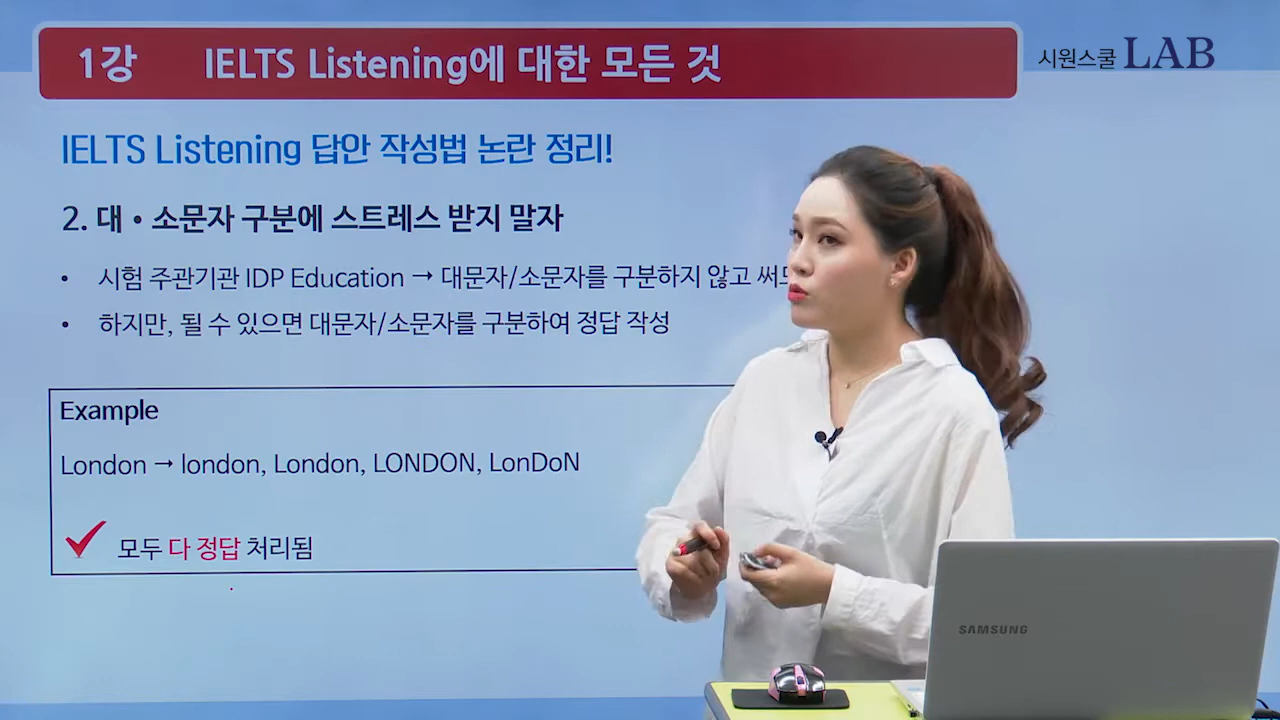 1강 IELTS Listening에 대한 모든 것
시원스쿨 LAB
IELTS Listening 답안 작성법 논란 정리!
2. 대 • 소문자 구분에 스트레스 받지 말자
• 시험 주관기관 IDP Education → 대문자/소문자를 구분하지 않고
• 하지만, 될 수 있으면 대문자/소문자를 구분하여 정답 작성
Example
London → london, London, LONDON, LonDoN
모두 다 정답 처리됨
SAMSUNG